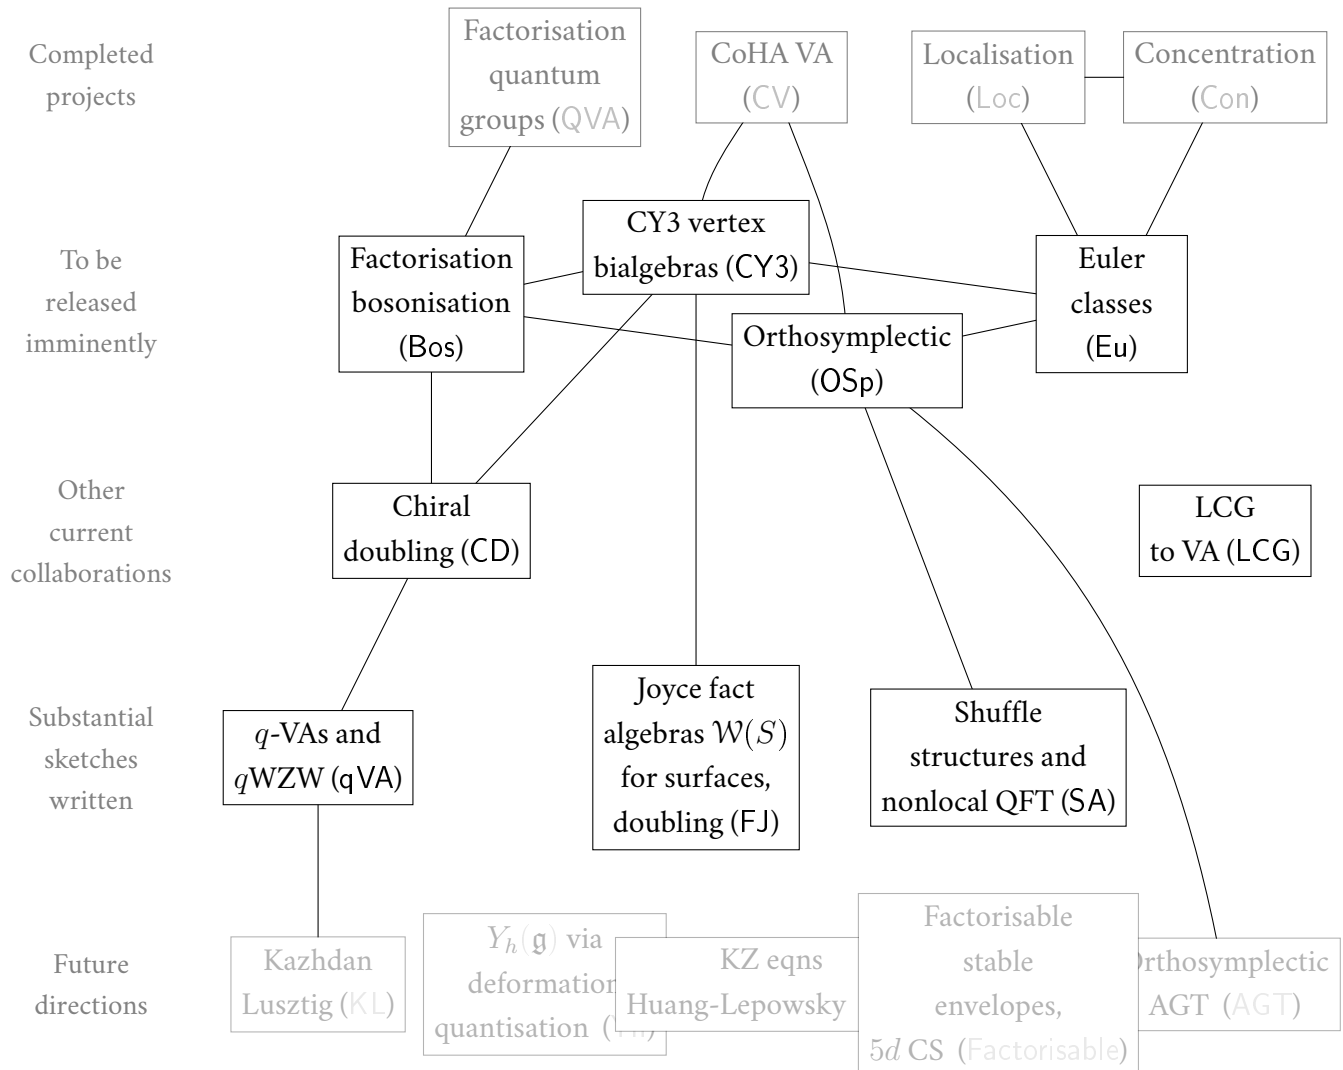 Completed
projects
Factorisation
quantum
groups (QVA)
CoHA VA
(CV)
Localisation
(Loc)
Concentration
(Con)
To be
released
imminently
Factorisation
bosonisation
(Bos)
CY3 vertex
bialgebras (CY3)
Orthosymplectic
(OSp)
Euler
classes
(Eu)
Other
current
collaborations
Chiral
doubling (CD)
LCG
to VA (LCG)
Substantial
sketches
written
q-VAs and
qWZW (qVA)
Joyce fact
algebras 𝒲(S)
for surfaces,
doubling (FJ)
Shuffle
structures and
nonlocal QFT (SA)
Future
directions
Kazhdan
Lusztig (KL)
Yₕ(𝔤) via
deformation
quantisation
KZ eqns
Huang-Lepowsky
Factorisable
stable
envelopes,
5d CS (Factorisable)
Orthosymplectic
AGT (AGT)